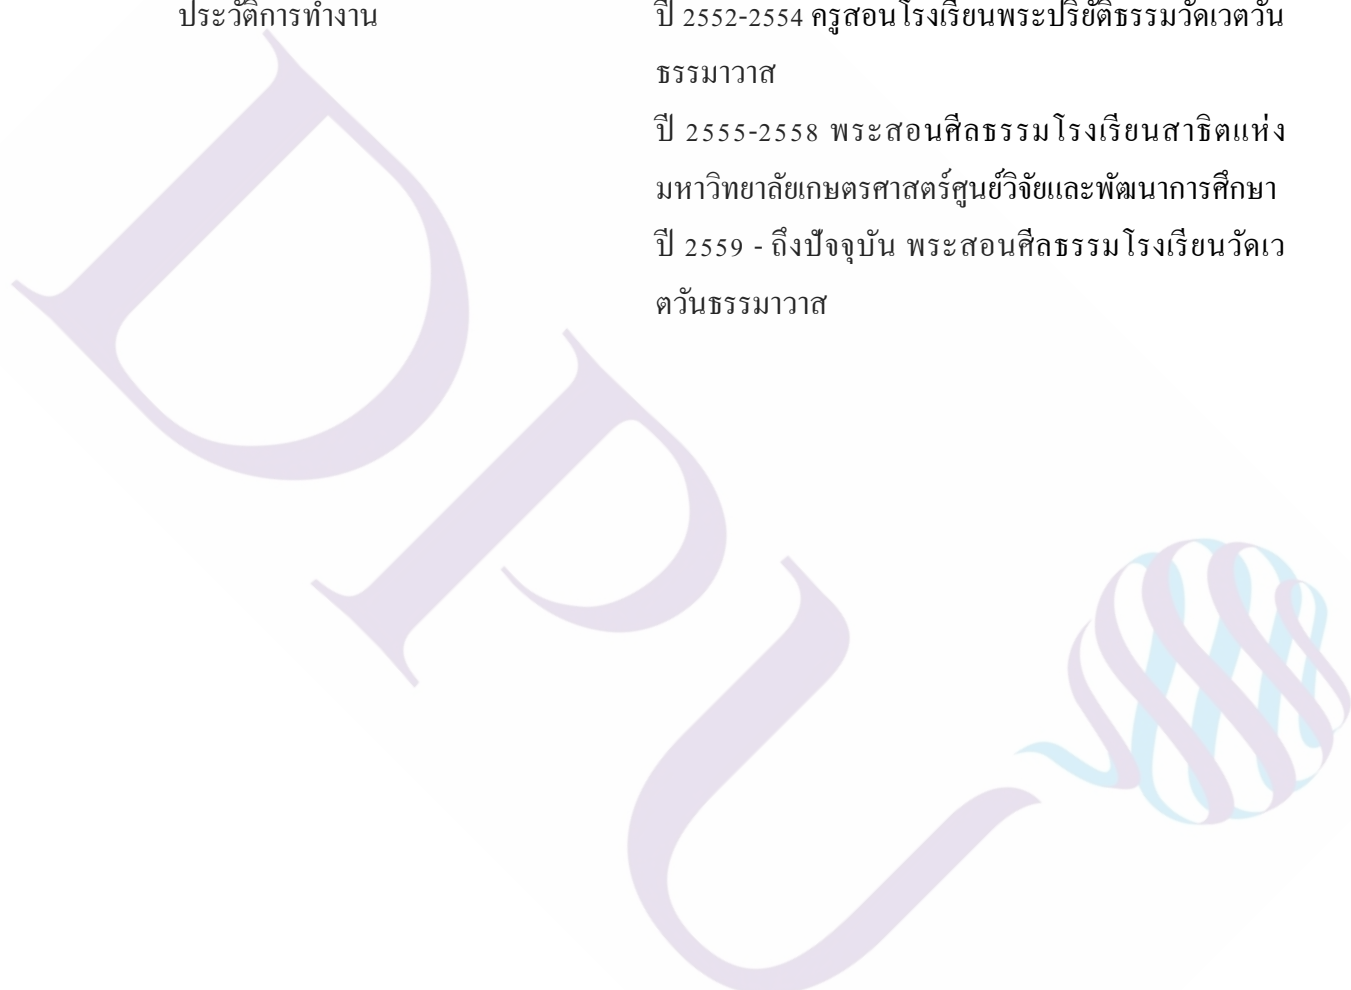 ประวัติการทำงาน
ปี 2552-2554 ครูสอนโรงเรียนพระปริยัติธรรมวัดเวตวัน
ธรรมาวาส
ปี 2555-2558 พระสอนศีลธรรมโรงเรียนสาธิตแห่ง
มหาวิทยาลัยเกษตรศาสตร์ศูนย์วิจัยและพัฒนาการศึกษา
ปี 2559 - ถึงปัจจุบัน พระสอนศีลธรรมโรงเรียนวัดเว
ตวันธรรมาวาส
DPU